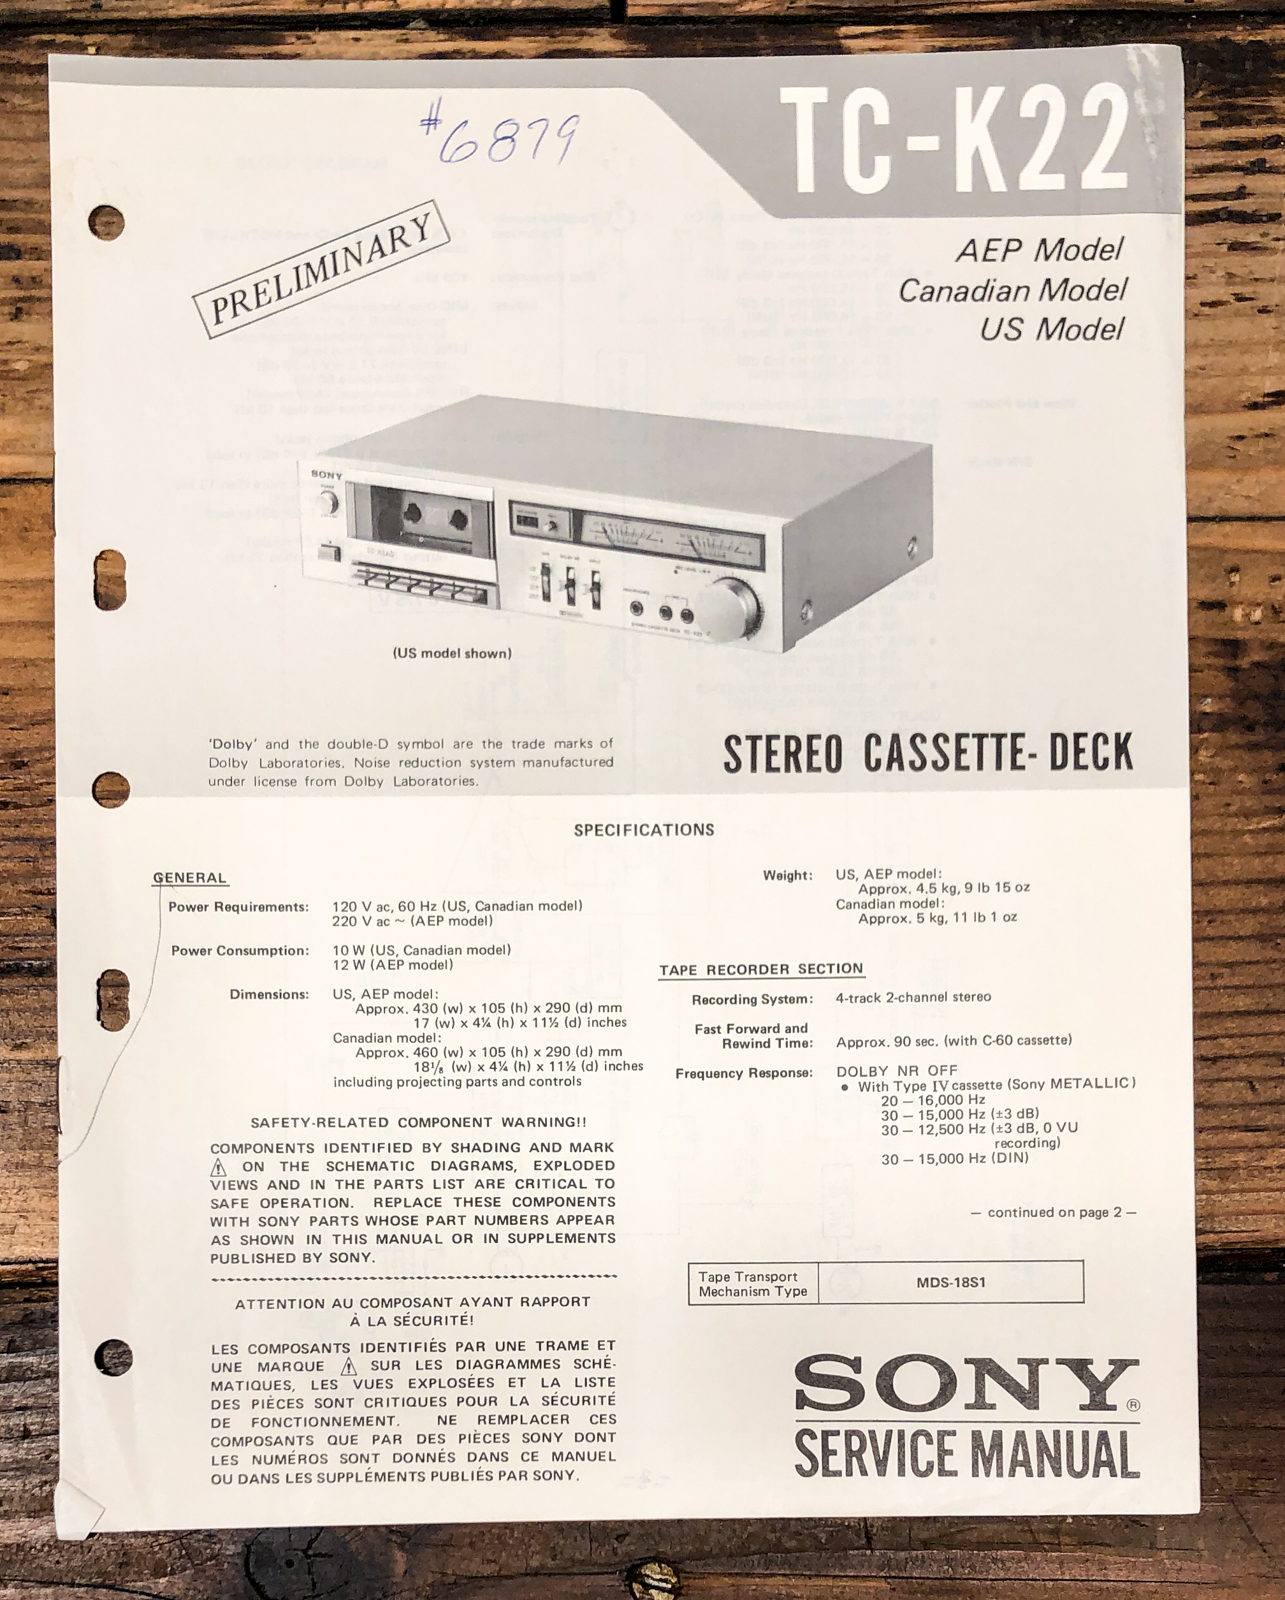 #6879
TC-K22
PRELIMINARY
AEP Model
Canadian Model
US Model
SONY
(US model shown)
'Dolby' and the double-D symbol are the trade marks of
Dolby Laboratories. Noise reduction system manufactured
under license from Dolby Laboratories.
STEREO CASSETTE-DECK
SPECIFICATIONS
GENERAL
Power Requirements: 120 V ac, 60 Hz (US, Canadian model)
220 V ac ~ (AEP model)
Power Consumption: 10 W (US, Canadian model)
12 W (AEP model)
Dimensions: US, AEP model:
Approx. 430 (w) x 105 (h) x 290 (d) mm
17 (w) x 4¼ (h) x 11½ (d) inches
Canadian model:
Approx. 460 (w) x 105 (h) x 290 (d) mm
18⅛ (w) x 4¼ (h) x 11½ (d) inches
including projecting parts and controls
SAFETY-RELATED COMPONENT WARNING!!
COMPONENTS IDENTIFIED BY SHADING AND MARK
⚠ ON THE SCHEMATIC DIAGRAMS, EXPLODED
VIEWS AND IN THE PARTS LIST ARE CRITICAL TO
SAFE OPERATION. REPLACE THESE COMPONENTS
WITH SONY PARTS WHOSE PART NUMBERS APPEAR
AS SHOWN IN THIS MANUAL OR IN SUPPLEMENTS
PUBLISHED BY SONY.
ATTENTION AU COMPOSANT AYANT RAPPORT
À LA SÉCURITÉ!
LES COMPOSANTS IDENTIFIÉS PAR UNE TRAME ET
UNE MARQUE ⚠ SUR LES DIAGRAMMES SCHÉ-
MATIQUES, LES VUES EXPLOSÉES ET LA LISTE
DES PIÈCES SONT CRITIQUES POUR LA SÉCURITÉ
DE FONCTIONNEMENT. NE REMPLACER CES
COMPOSANTS QUE PAR DES PIÈCES SONY DONT
LES NUMÉROS SONT DONNÉS DANS CE MANUEL
OU DANS LES SUPPLÉMENTS PUBLIÉS PAR SONY.
Weight: US, AEP model:
Approx. 4.5 kg, 9 lb 15 oz
Canadian model:
Approx. 5 kg, 11 lb 1 oz
TAPE RECORDER SECTION
Recording System: 4-track 2-channel stereo
Fast Forward and
Rewind Time: Approx. 90 sec. (with C-60 cassette)
Frequency Response: DOLBY NR OFF
● With Type IV cassette (Sony METALLIC)
20 – 16,000 Hz
30 – 15,000 Hz (±3 dB)
30 – 12,500 Hz (±3 dB, 0 VU
recording)
30 – 15,000 Hz (DIN)
– continued on page 2 –
Tape Transport
Mechanism Type MDS-18S1
SONY®
SERVICE MANUAL